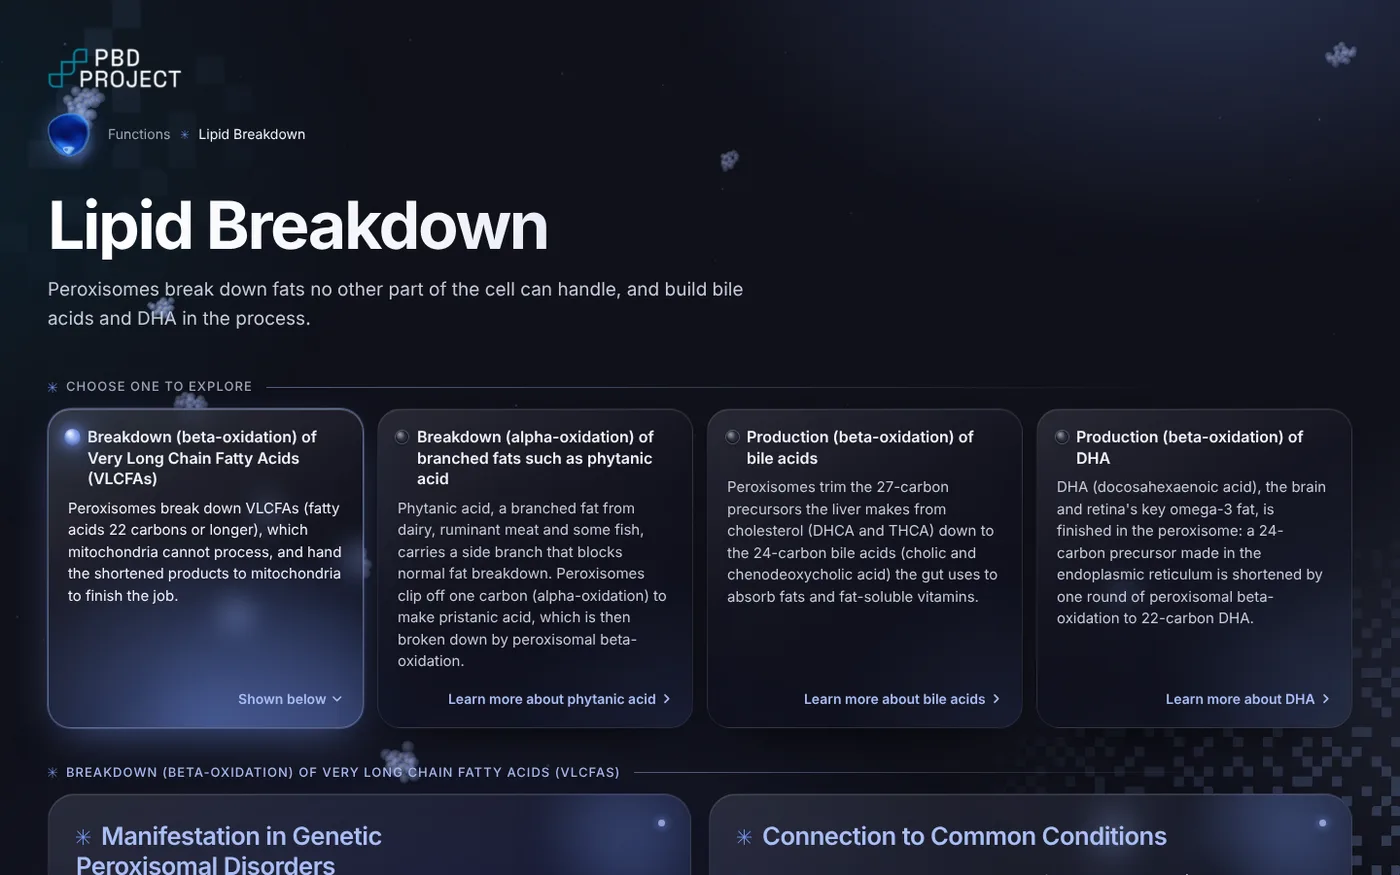 PBD
PROJECT
Functions
Lipid Breakdown
Lipid Breakdown
Peroxisomes break down fats no other part of the cell can handle, and build bile
acids and DHA in the process.
CHOOSE ONE TO EXPLORE
Breakdown (beta-oxidation) of
Very Long Chain Fatty Acids
(VLCFAs)
Peroxisomes break down VLCFAs (fatty
acids 22 carbons or longer), which
mitochondria cannot process, and hand
the shortened products to mitochondria
to finish the job.
Shown below
Breakdown (alpha-oxidation) of
branched fats such as phytanic
acid
Phytanic acid, a branched fat from
dairy, ruminant meat and some fish,
carries a side branch that blocks
normal fat breakdown. Peroxisomes
clip off one carbon (alpha-oxidation) to
make pristanic acid, which is then
broken down by peroxisomal beta-
oxidation.
Learn more about phytanic acid
Production (beta-oxidation) of
bile acids
Peroxisomes trim the 27-carbon
precursors the liver makes from
cholesterol (DHCA and THCA) down to
the 24-carbon bile acids (cholic and
chenodeoxycholic acid) the gut uses to
absorb fats and fat-soluble vitamins.
Learn more about bile acids
Production (beta-oxidation) of
DHA
DHA (docosahexaenoic acid), the brain
and retina's key omega-3 fat, is
finished in the peroxisome: a 24-
carbon precursor made in the
endoplasmic reticulum is shortened by
one round of peroxisomal beta-
oxidation to 22-carbon DHA.
Learn more about DHA
BREAKDOWN (BETA-OXIDATION) OF VERY LONG CHAIN FATTY ACIDS (VLCFAS)
Manifestation in Genetic
Peroxisomal Disorders
Connection to Common Conditions